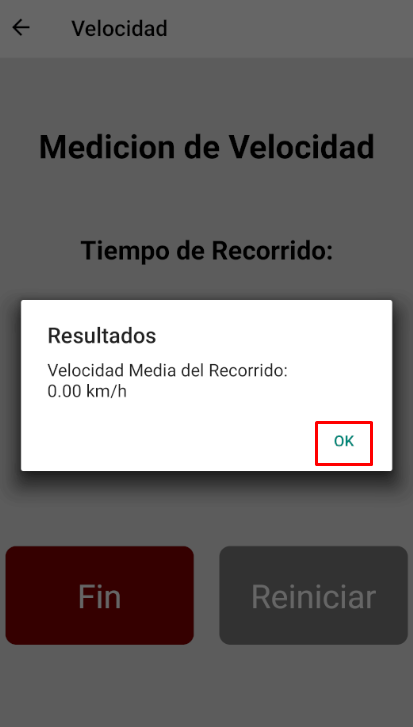 Velocidad
Medicion de Velocidad
Tiempo de Recorrido:
Resultados
Velocidad Media del Recorrido:
0.00 km/h
OK
Fin
Reiniciar